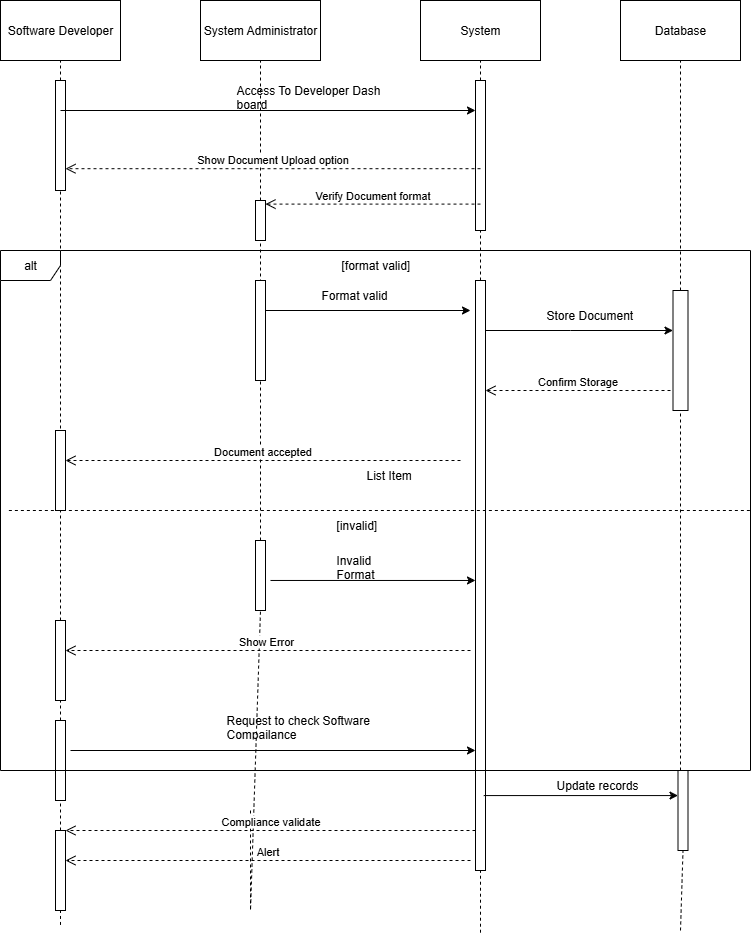 Software Developer
System Administrator
System
Database
Access To Developer Dash
board
Show Document Upload option
Verify Document format
alt
[format valid]
Format valid
Store Document
Confirm Storage
Document accepted
List Item
[invalid]
Invalid
Format
Show Error
Request to check Software
Compailance
Update records
Compliance validate
Alert